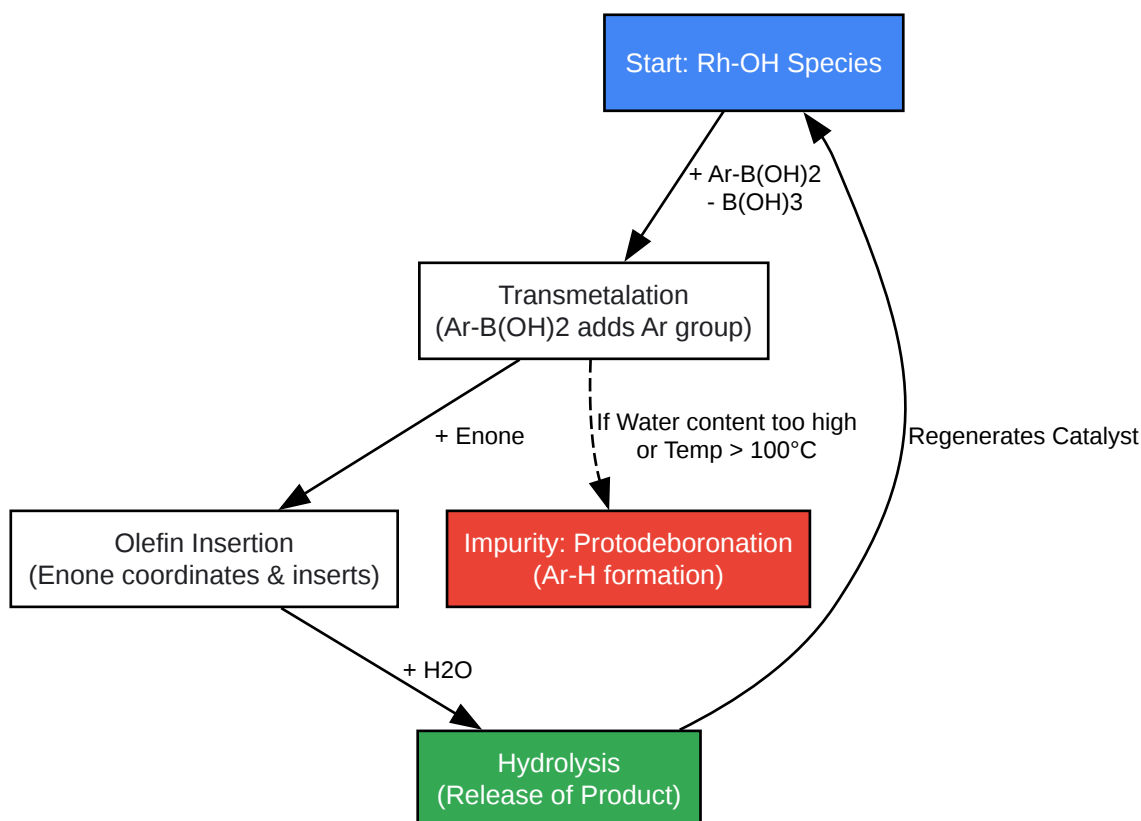 Start: Rh-OH Species
+ Ar-B(OH)2
- B(OH)3
Transmetalation
(Ar-B(OH)2 adds Ar group)
+ Enone
If Water content too high
or Temp > 100°C
Regenerates Catalyst
Olefin Insertion
(Enone coordinates & inserts)
Impurity: Protodeboronation
(Ar-H formation)
+ H2O
Hydrolysis
(Release of Product)